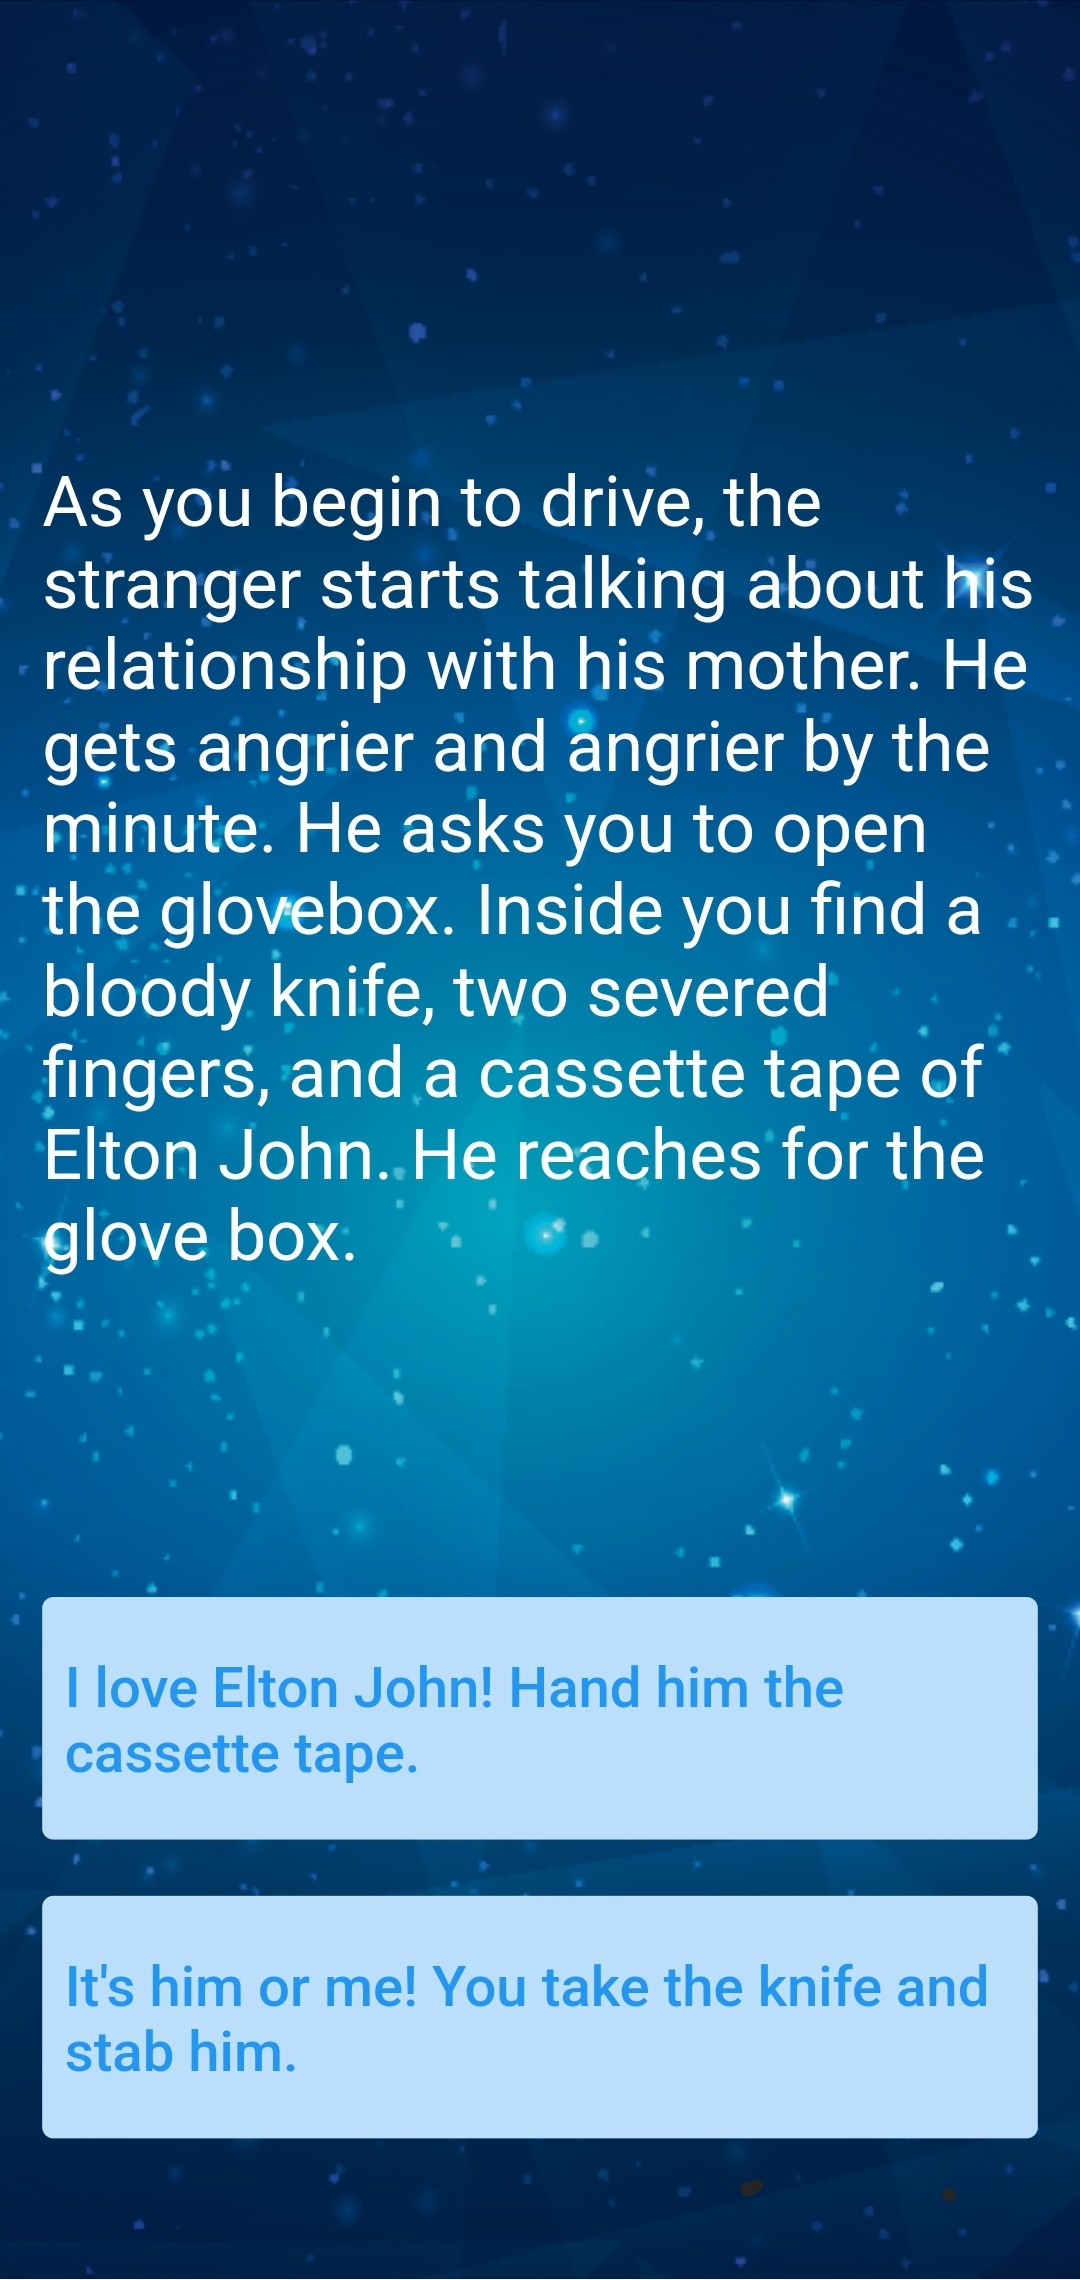 As you begin to drive, the
stranger starts talking about his
relationship with his mother. He
gets angrier and angrier by the
minute. He asks you to open
the glovebox. Inside you find a
bloody knife, two severed
fingers, and a cassette tape of
Elton John. He reaches for the
glove box.
I love Elton John! Hand him the
cassette tape.
It's him or me! You take the knife and
stab him.